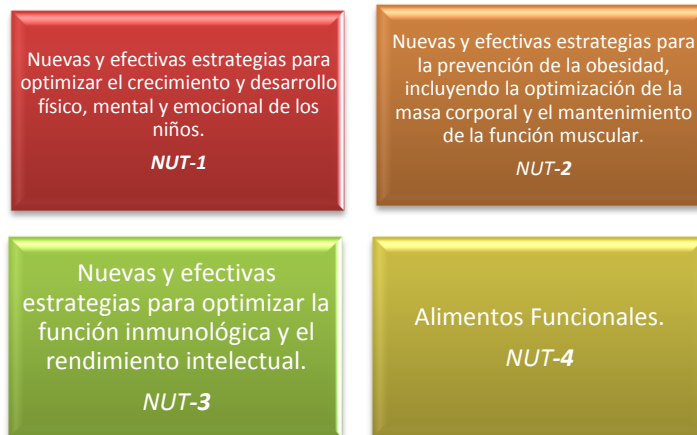 Nuevas y efectivas estrategias para
optimizar el crecimiento y desarrollo
físico, mental y emocional de los
niños.
NUT-1
Nuevas y efectivas estrategias para
la prevención de la obesidad,
incluyendo la optimización de la
masa corporal y el mantenimiento
de la función muscular.
NUT-2
Nuevas y efectivas
estrategias para optimizar la
función inmunológica y el
rendimiento intelectual.
NUT-3
Alimentos Funcionales.
NUT-4